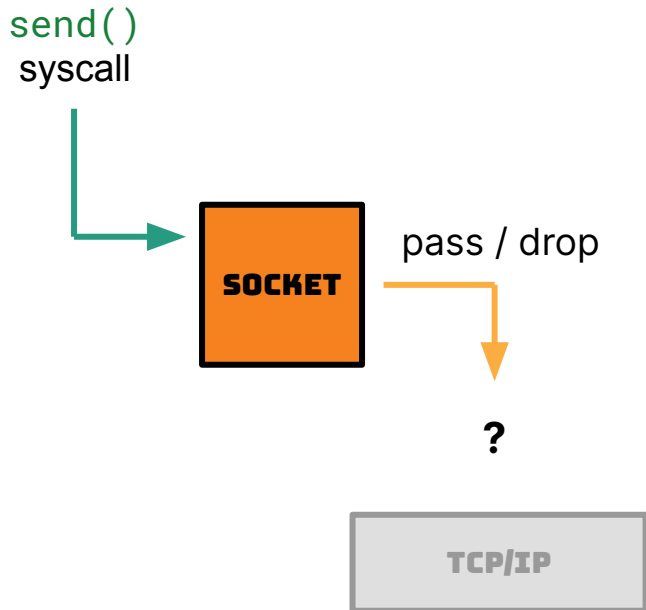 send()
syscall
SOCKET
pass / drop
?
TCP/IP